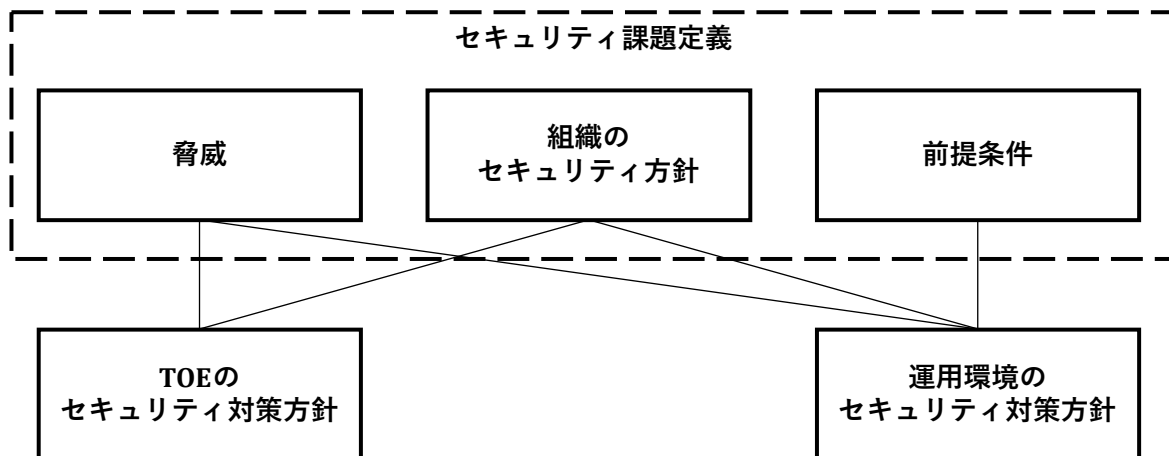 セキュリティ課題定義
脅威
組織の
セキュリティ方針
前提条件
TOEの
セキュリティ対策方針
運用環境の
セキュリティ対策方針